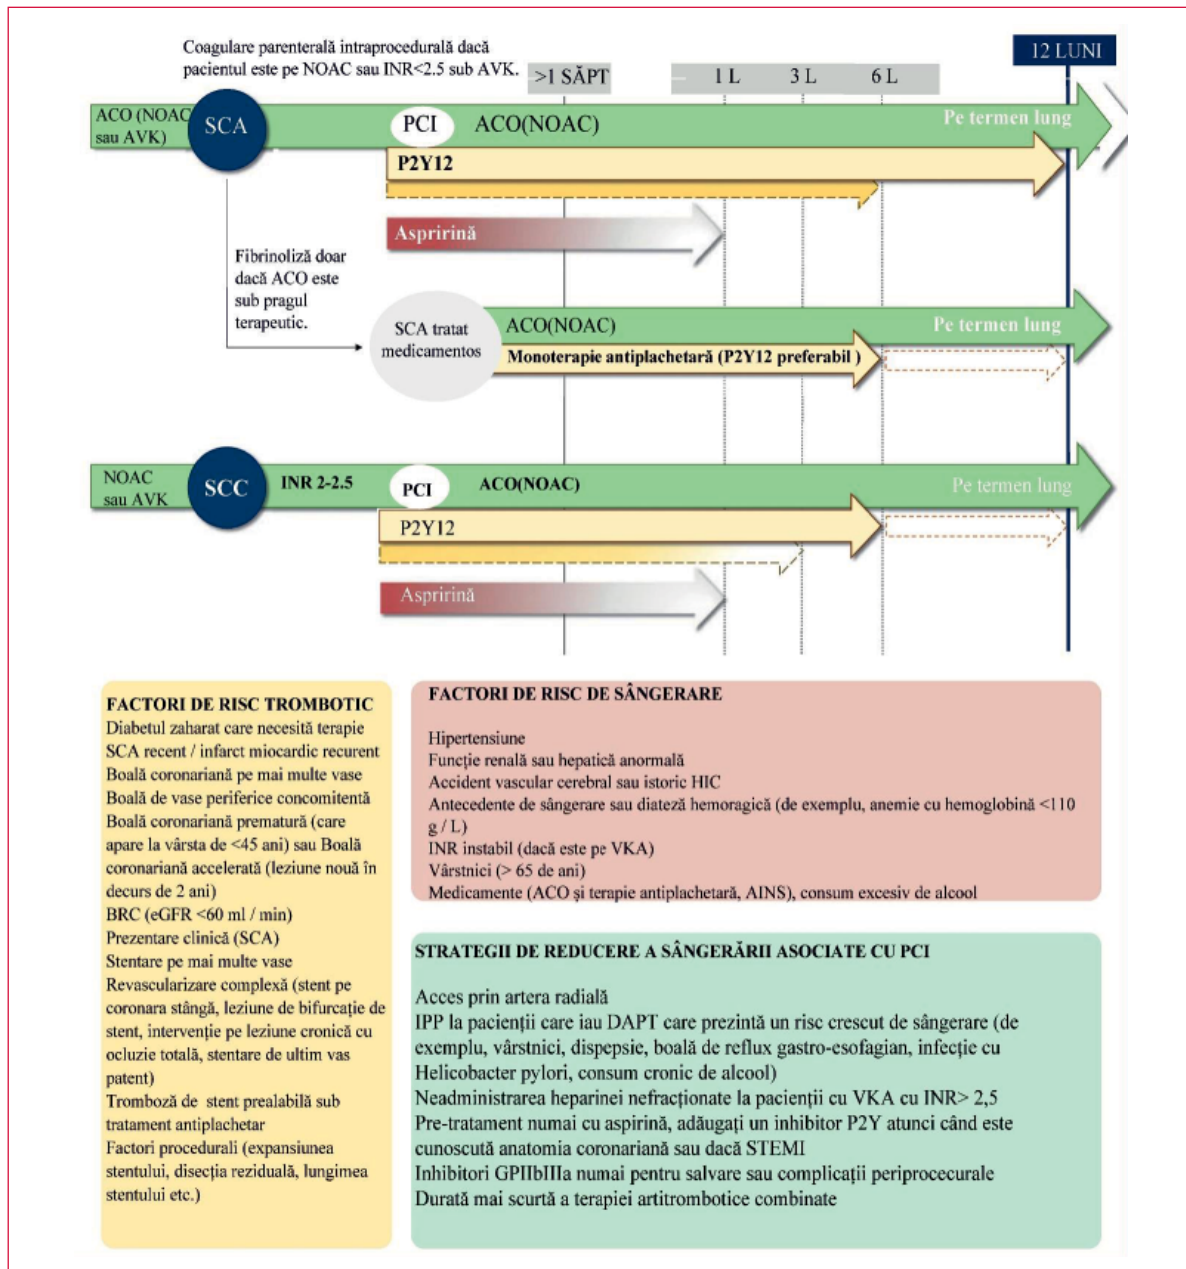 Coagulare parenterală intraprocedurală dacă
pacientul este pe NOAC sau INR<2.5 sub AVK.
>1 SĂPT
1 L
3 L
6 L
12 LUNI
ACO (NOAC
sau AVK)
SCA
PCI
ACO(NOAC)
Pe termen lung
P2Y12
Asprirină
Fibrinoliză doar
dacă ACO este
sub pragul
terapeutic.
SCA tratat
medicamentos
ACO(NOAC)
Pe termen lung
Monoterapie antiplachetară (P2Y12 preferabil )
NOAC
sau AVK
SCC
INR 2-2.5
PCI
ACO(NOAC)
Pe termen lung
P2Y12
Asprirină
FACTORI DE RISC TROMBOTIC
Diabetul zaharat care necesită terapie
SCA recent / infarct miocardic recurent
Boală coronariană pe mai multe vase
Boală de vase periferice concomitentă
Boală coronariană prematură (care
apare la vârsta de <45 ani) sau Boală
coronariană accelerată (leziune nouă în
decurs de 2 ani)
BRC (eGFR <60 ml / min)
Prezentare clinică (SCA)
Stentare pe mai multe vase
Revascularizare complexă (stent pe
coronara stângă, leziune de bifurcație de
stent, intervenție pe leziune cronică cu
ocluzie totală, stentare de ultim vas
patent)
Tromboză de stent prealabilă sub
tratament antiplachetar
Factori procedurali (expansiunea
stentului, disecția reziduală, lungimea
stentului etc.)
FACTORI DE RISC DE SÂNGERARE
Hipertensiune
Funcție renală sau hepatică anormală
Accident vascular cerebral sau istoric HIC
Antecedente de sângerare sau diateză hemoragică (de exemplu, anemie cu hemoglobină <110
g / L)
INR instabil (dacă este pe VKA)
Vârstnici (> 65 de ani)
Medicamente (ACO și terapie antiplachetară, AINS), consum excesiv de alcool
STRATEGII DE REDUCERE A SÂNGERĂRII ASOCIATE CU PCI
Acces prin artera radială
IPP la pacienții care iau DAPT care prezintă un risc crescut de sângerare (de
exemplu, vârstnici, dispepsie, boală de reflux gastro-esofagian, infecție cu
Helicobacter pylori, consum cronic de alcool)
Neadministrarea heparinei nefracționate la pacienții cu VKA cu INR> 2,5
Pre-tratament numai cu aspirină, adăugați un inhibitor P2Y atunci când este
cunoscută anatomia coronariană sau dacă STEMI
Inhibitori GPIIbIIIa numai pentru salvare sau complicații periprocecurale
Durată mai scurtă a terapiei artitrombotice combinate